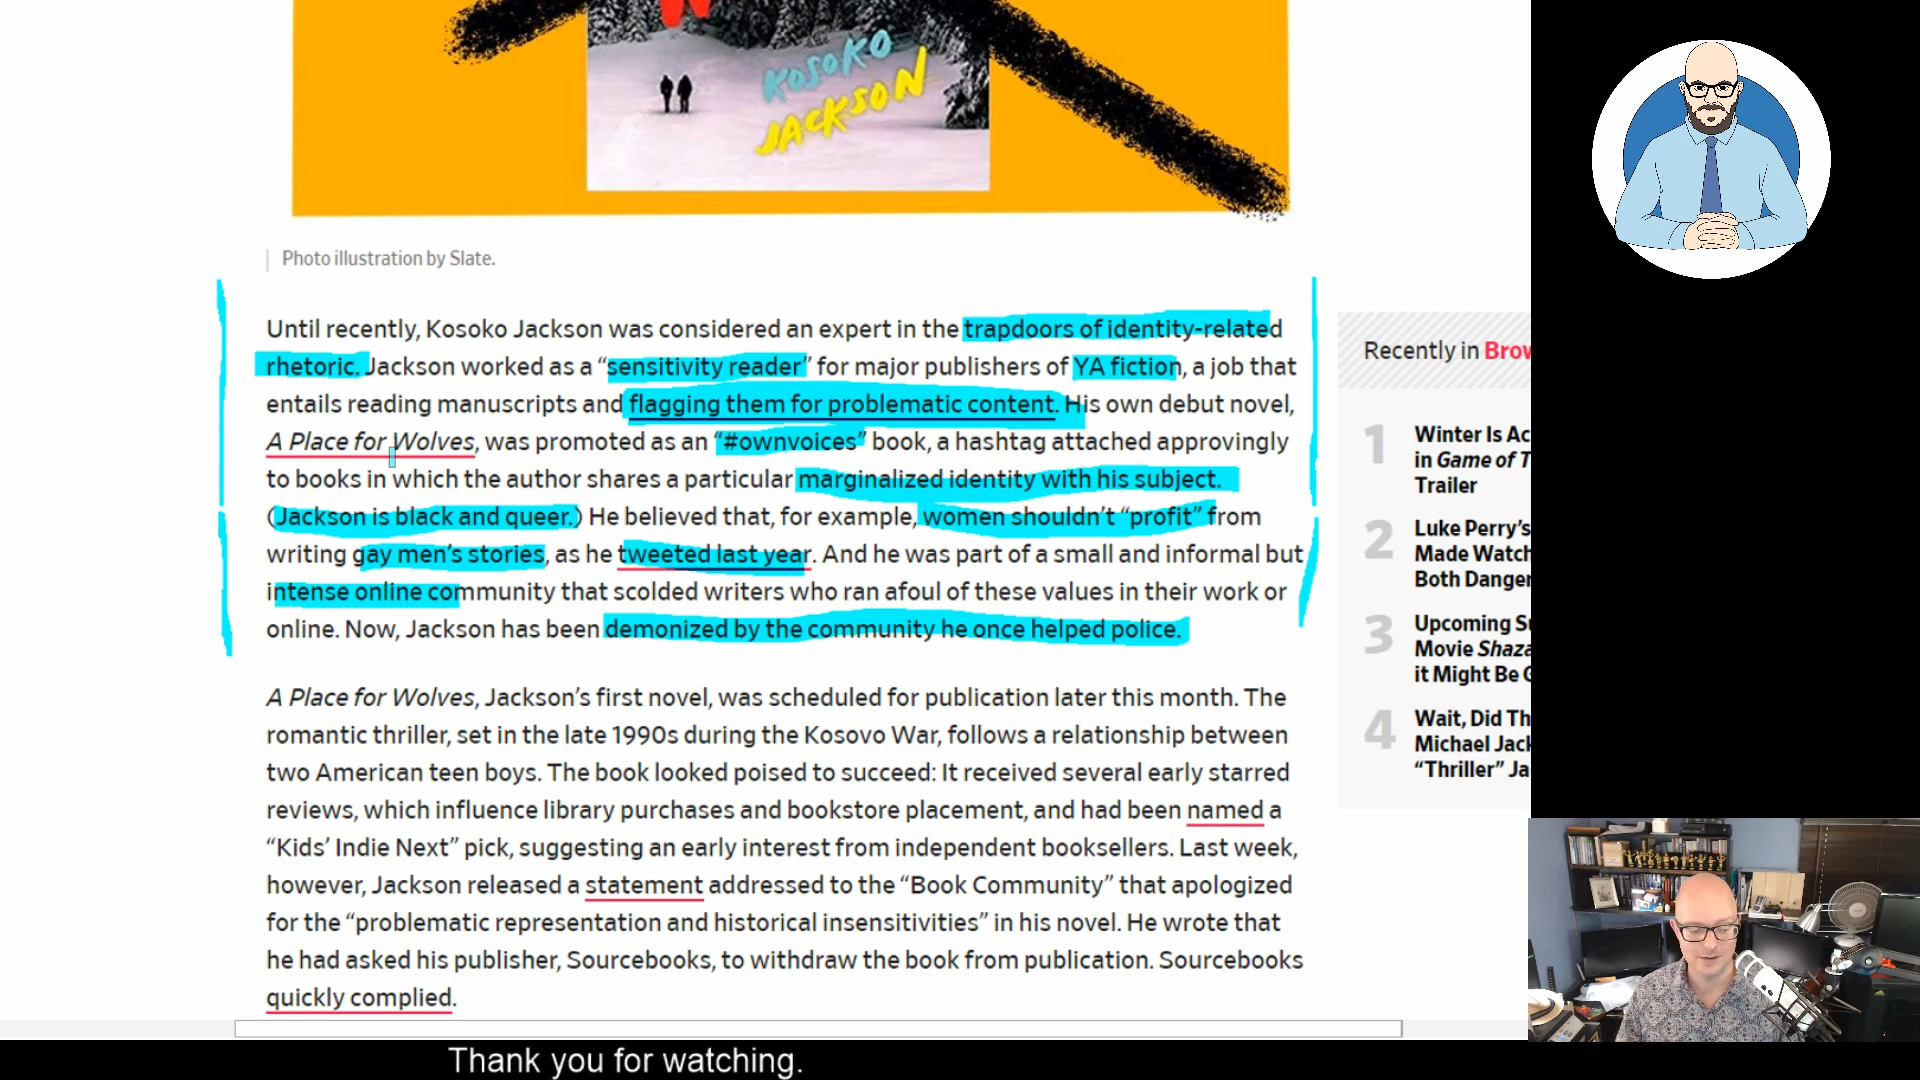 KOSOKO
JACKSON
Photo illustration by Slate.
Until recently, Kosoko Jackson was considered an expert in the trapdoors of identity-related
rhetoric. Jackson worked as a “sensitivity reader” for major publishers of YA fiction, a job that
entails reading manuscripts and flagging them for problematic content. His own debut novel,
A Place for Wolves, was promoted as an “#ownvoices” book, a hashtag attached approvingly
to books in which the author shares a particular marginalized identity with his subject.
(Jackson is black and queer.) He believed that, for example, women shouldn’t “profit” from
writing gay men’s stories, as he tweeted last year. And he was part of a small and informal but
intense online community that scolded writers who ran afoul of these values in their work or
online. Now, Jackson has been demonized by the community he once helped police.
A Place for Wolves, Jackson’s first novel, was scheduled for publication later this month. The
romantic thriller, set in the late 1990s during the Kosovo War, follows a relationship between
two American teen boys. The book looked poised to succeed: It received several early starred
reviews, which influence library purchases and bookstore placement, and had been named a
“Kids’ Indie Next” pick, suggesting an early interest from independent booksellers. Last week,
however, Jackson released a statement addressed to the “Book Community” that apologized
for the “problematic representation and historical insensitivities” in his novel. He wrote that
he had asked his publisher, Sourcebooks, to withdraw the book from publication. Sourcebooks
quickly complied.
Recently in Brow
1
Winter Is Ac
in Game of T
Trailer
2
Luke Perry’s
Made Watch
Both Danger
3
Upcoming Su
Movie Shaza
it Might Be G
4
Wait, Did Th
Michael Jack
“Thriller” Ja
Thank you for watching.